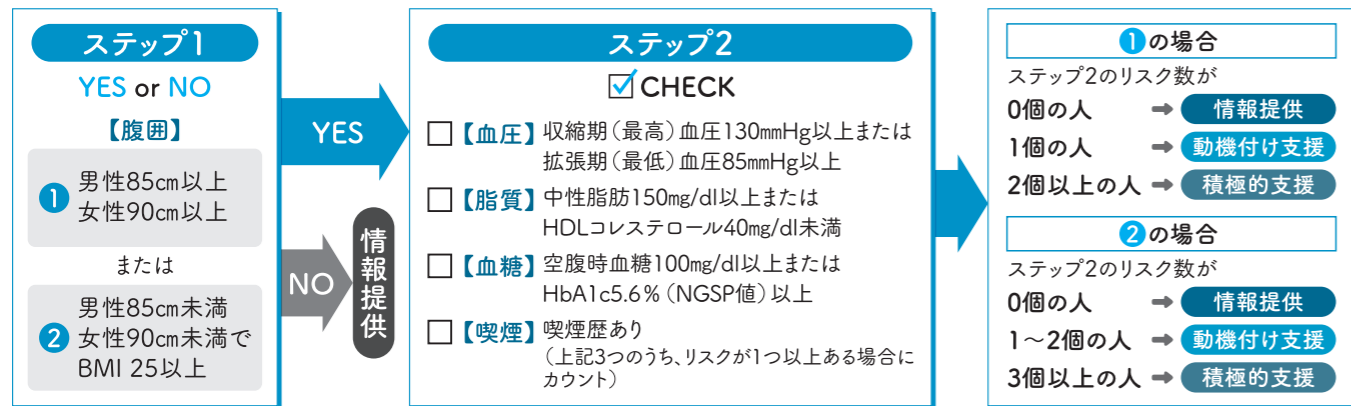 ステップ1
YES or NO
【腹囲】
❶ 男性85㎝以上
女性90㎝以上
または
❷ 男性85㎝未満
女性90㎝未満で
BMI 25以上
YES
NO
情報提供
ステップ2
☑CHECK
□【血圧】収縮期（最高）血圧130mmHg以上または
拡張期（最低）血圧85mmHg以上
□【脂質】中性脂肪150mg/dl以上または
HDLコレステロール40mg/dl未満
□【血糖】空腹時血糖100mg/dl以上または
HbA1c5.6％（NGSP値）以上
□【喫煙】喫煙歴あり
（上記3つのうち、リスクが1つ以上ある場合に
カウント）
❶の場合
ステップ2のリスク数が
0個の人 ➡ 情報提供
1個の人 ➡ 動機付け支援
2個以上の人 ➡ 積極的支援
❷の場合
ステップ2のリスク数が
0個の人 ➡ 情報提供
1〜2個の人 ➡ 動機付け支援
3個以上の人 ➡ 積極的支援